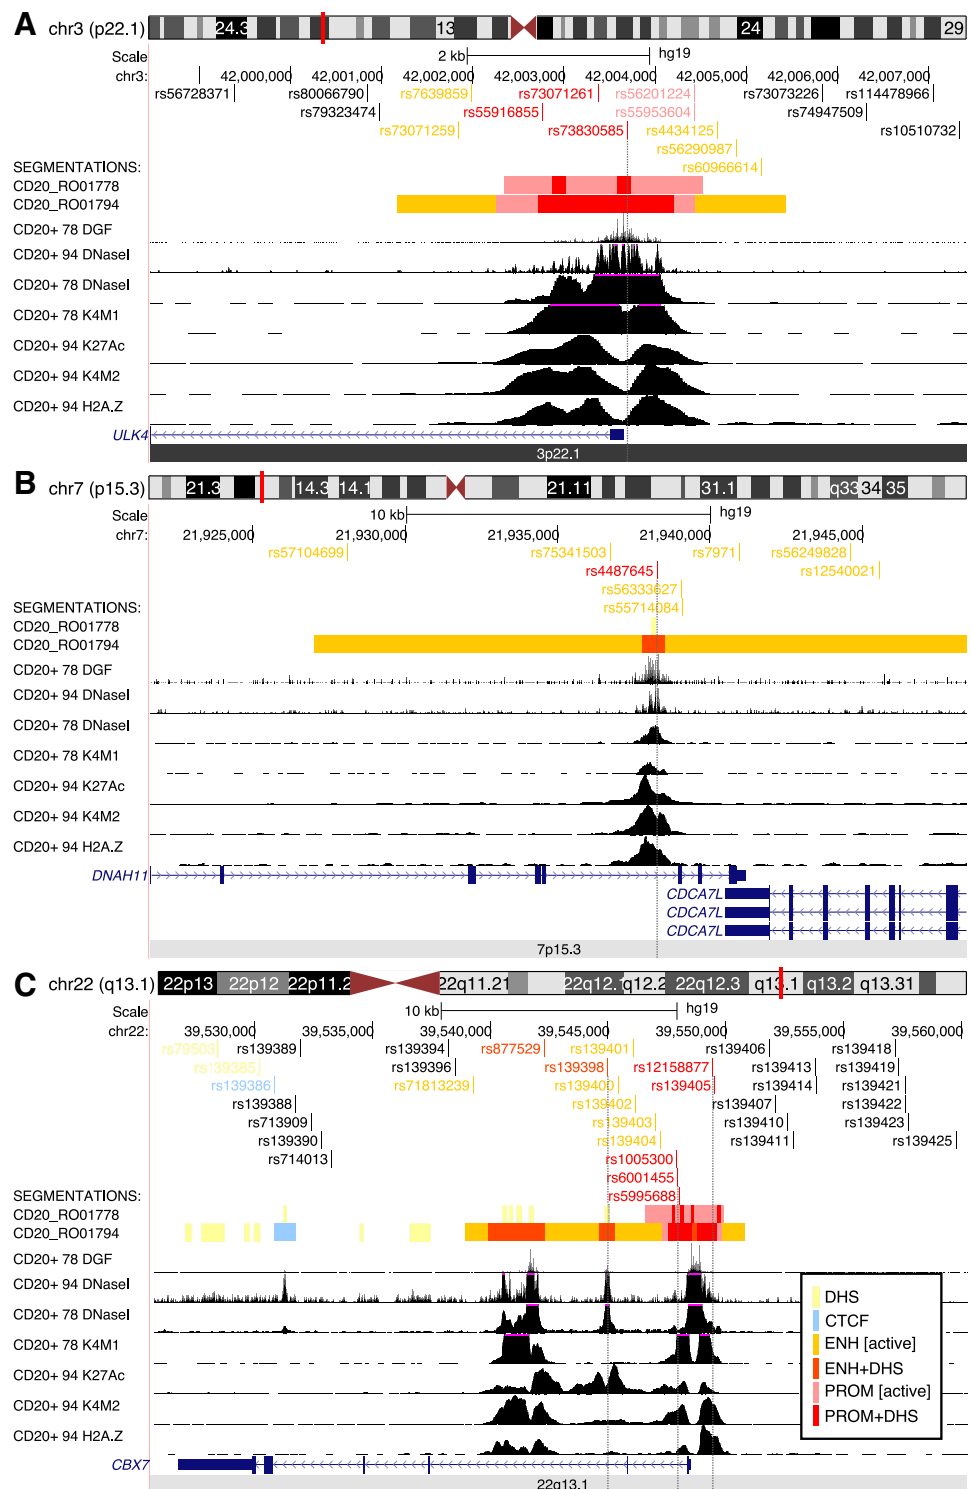 A chr3 (p22.1) 24.3 13 24 29
Scale 2 kb hg19
chr3: 42,000,000 42,001,000 42,002,000 42,003,000 42,004,000 42,005,000 42,006,000 42,007,000
rs56728371 rs80066790 rs7639859 rs73071261 rs56201224 rs73073226 rs114478966
rs79323474 rs55916855 rs55953604 rs74947509
rs73071259 rs73830585 rs4434125 rs10510732
rs56290987
rs60966614
SEGMENTATIONS:
CD20_RO01778
CD20_RO01794
CD20+ 78 DGF
CD20+ 94 DNaseI
CD20+ 78 DNaseI
CD20+ 78 K4M1
CD20+ 94 K27Ac
CD20+ 94 K4M2
CD20+ 94 H2A.Z
ULK4
3p22.1
B chr7 (p15.3) 21.3 14.3 14.1 21.11 31.1 q33 34 35
Scale 10 kb hg19
chr7: 21,925,000 21,930,000 21,935,000 21,940,000 21,945,000
rs57104699 rs75341503 rs7971 rs56249828
rs4487645 rs12540021
rs56333627
rs55714084
SEGMENTATIONS:
CD20_RO01778
CD20_RO01794
CD20+ 78 DGF
CD20+ 94 DNaseI
CD20+ 78 DNaseI
CD20+ 78 K4M1
CD20+ 94 K27Ac
CD20+ 94 K4M2
CD20+ 94 H2A.Z
DNAH11
CDCA7L
CDCA7L
CDCA7L
7p15.3
C chr22 (q13.1) 22p13 22p12 22p11.2 22q11.21 22q12.1 q12.2 22q12.3 q13.1 q13.2 q13.31
Scale 10 kb hg19
chr22: 39,530,000 39,535,000 39,540,000 39,545,000 39,550,000 39,555,000 39,560,000
rs79503 rs139389 rs139394 rs877529 rs139401 rs139406 rs139418
rs139385 rs139396 rs139398 rs12158877 rs139413 rs139419
rs139386 rs71813239 rs139400 rs139405 rs139414 rs139421
rs139388 rs139402 rs139407 rs139422
rs713909 rs139403 rs139410 rs139423
rs139390 rs139404 rs139411 rs139425
rs714013 rs1005300
rs6001455
SEGMENTATIONS: rs5995688
CD20_RO01778
CD20_RO01794
CD20+ 78 DGF
CD20+ 94 DNaseI
CD20+ 78 DNaseI
CD20+ 78 K4M1
CD20+ 94 K27Ac
CD20+ 94 K4M2
CD20+ 94 H2A.Z
DHS
CTCF
ENH [active]
ENH+DHS
PROM [active]
PROM+DHS
CBX7
22q13.1